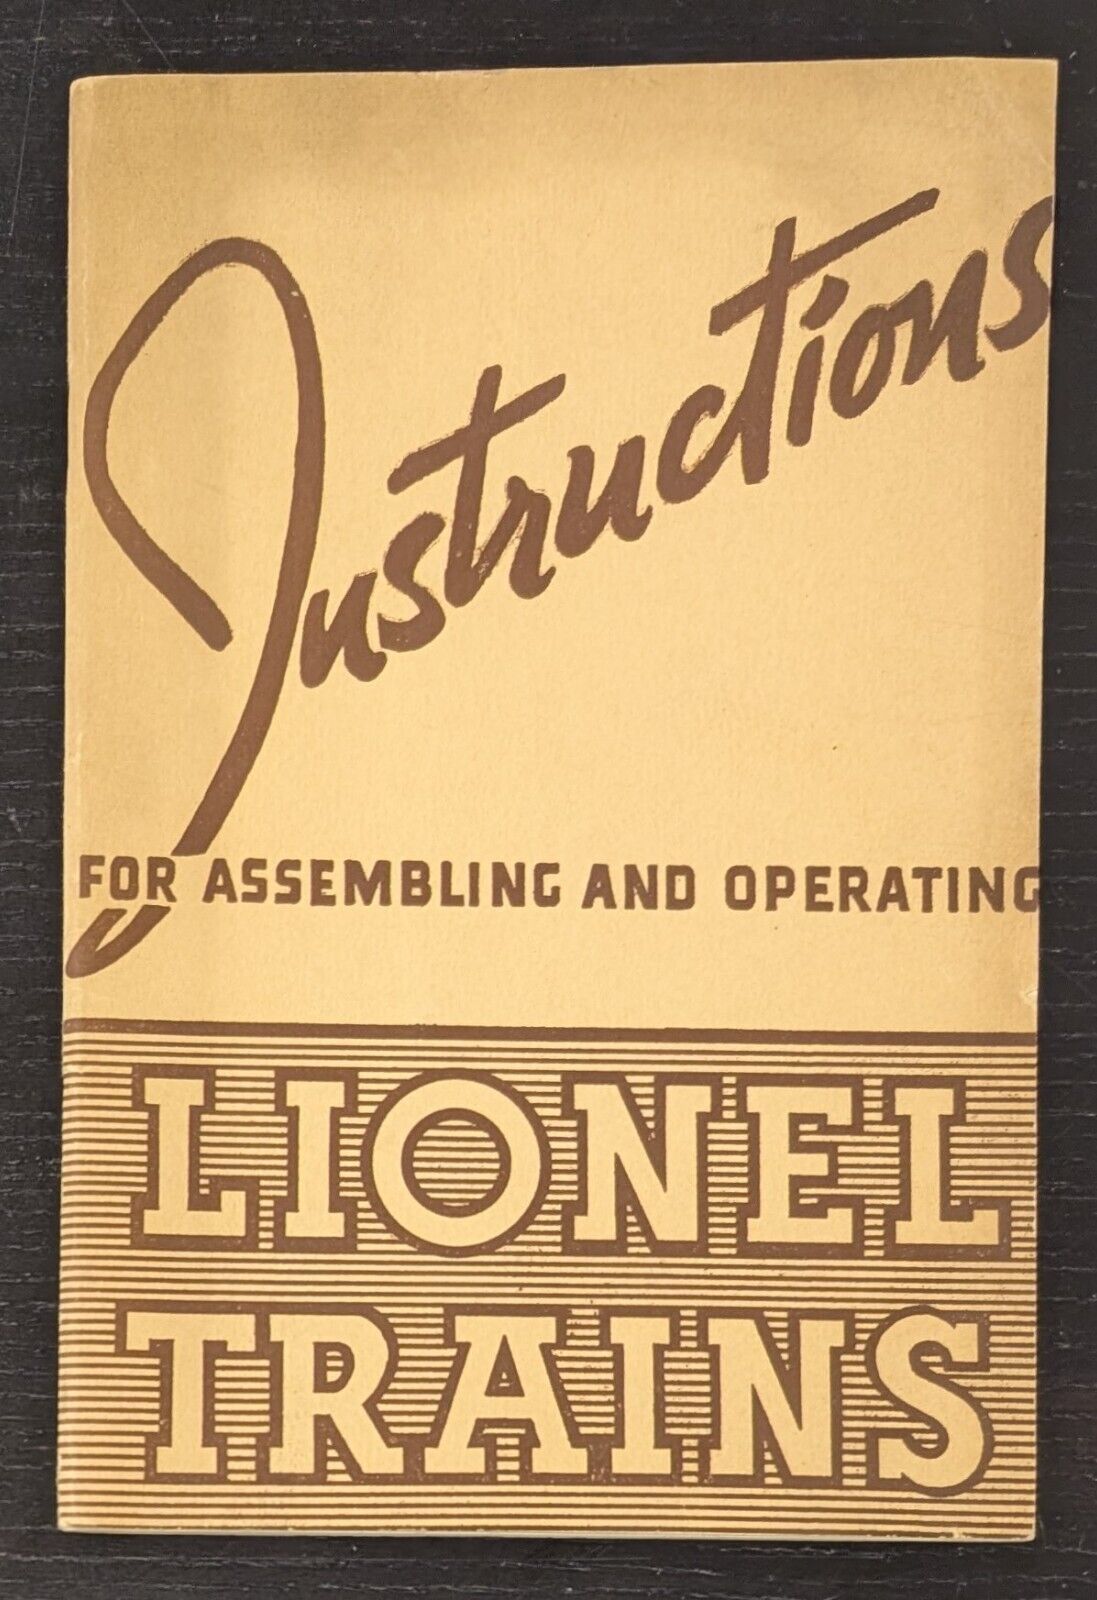 Instructions
FOR ASSEMBLING AND OPERATING
LIONEL
TRAINS